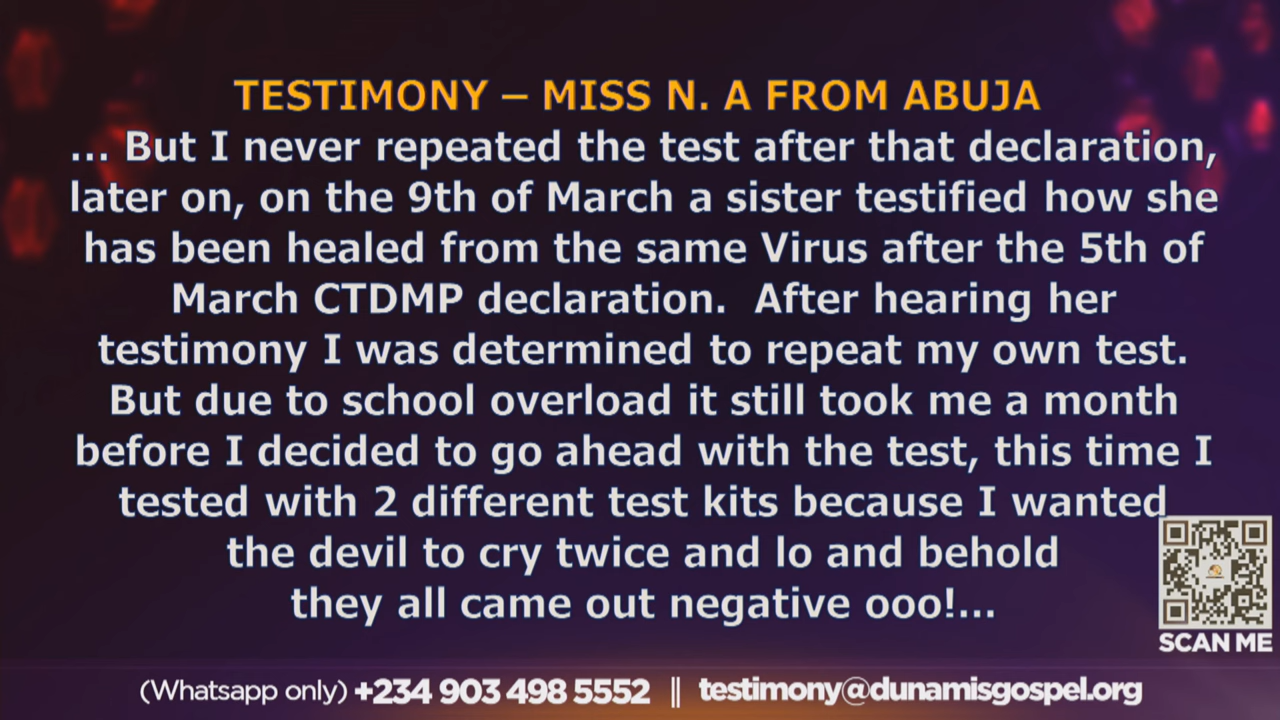 TESTIMONY – MISS N. A FROM ABUJA
... But I never repeated the test after that declaration,
later on, on the 9th of March a sister testified how she
has been healed from the same Virus after the 5th of
March CTDMP declaration.  After hearing her
testimony I was determined to repeat my own test.
But due to school overload it still took me a month
before I decided to go ahead with the test, this time I
tested with 2 different test kits because I wanted
the devil to cry twice and lo and behold
they all came out negative ooo!...
SCAN ME
(Whatsapp only) +234 903 498 5552 || testimony@dunamisgospel.org